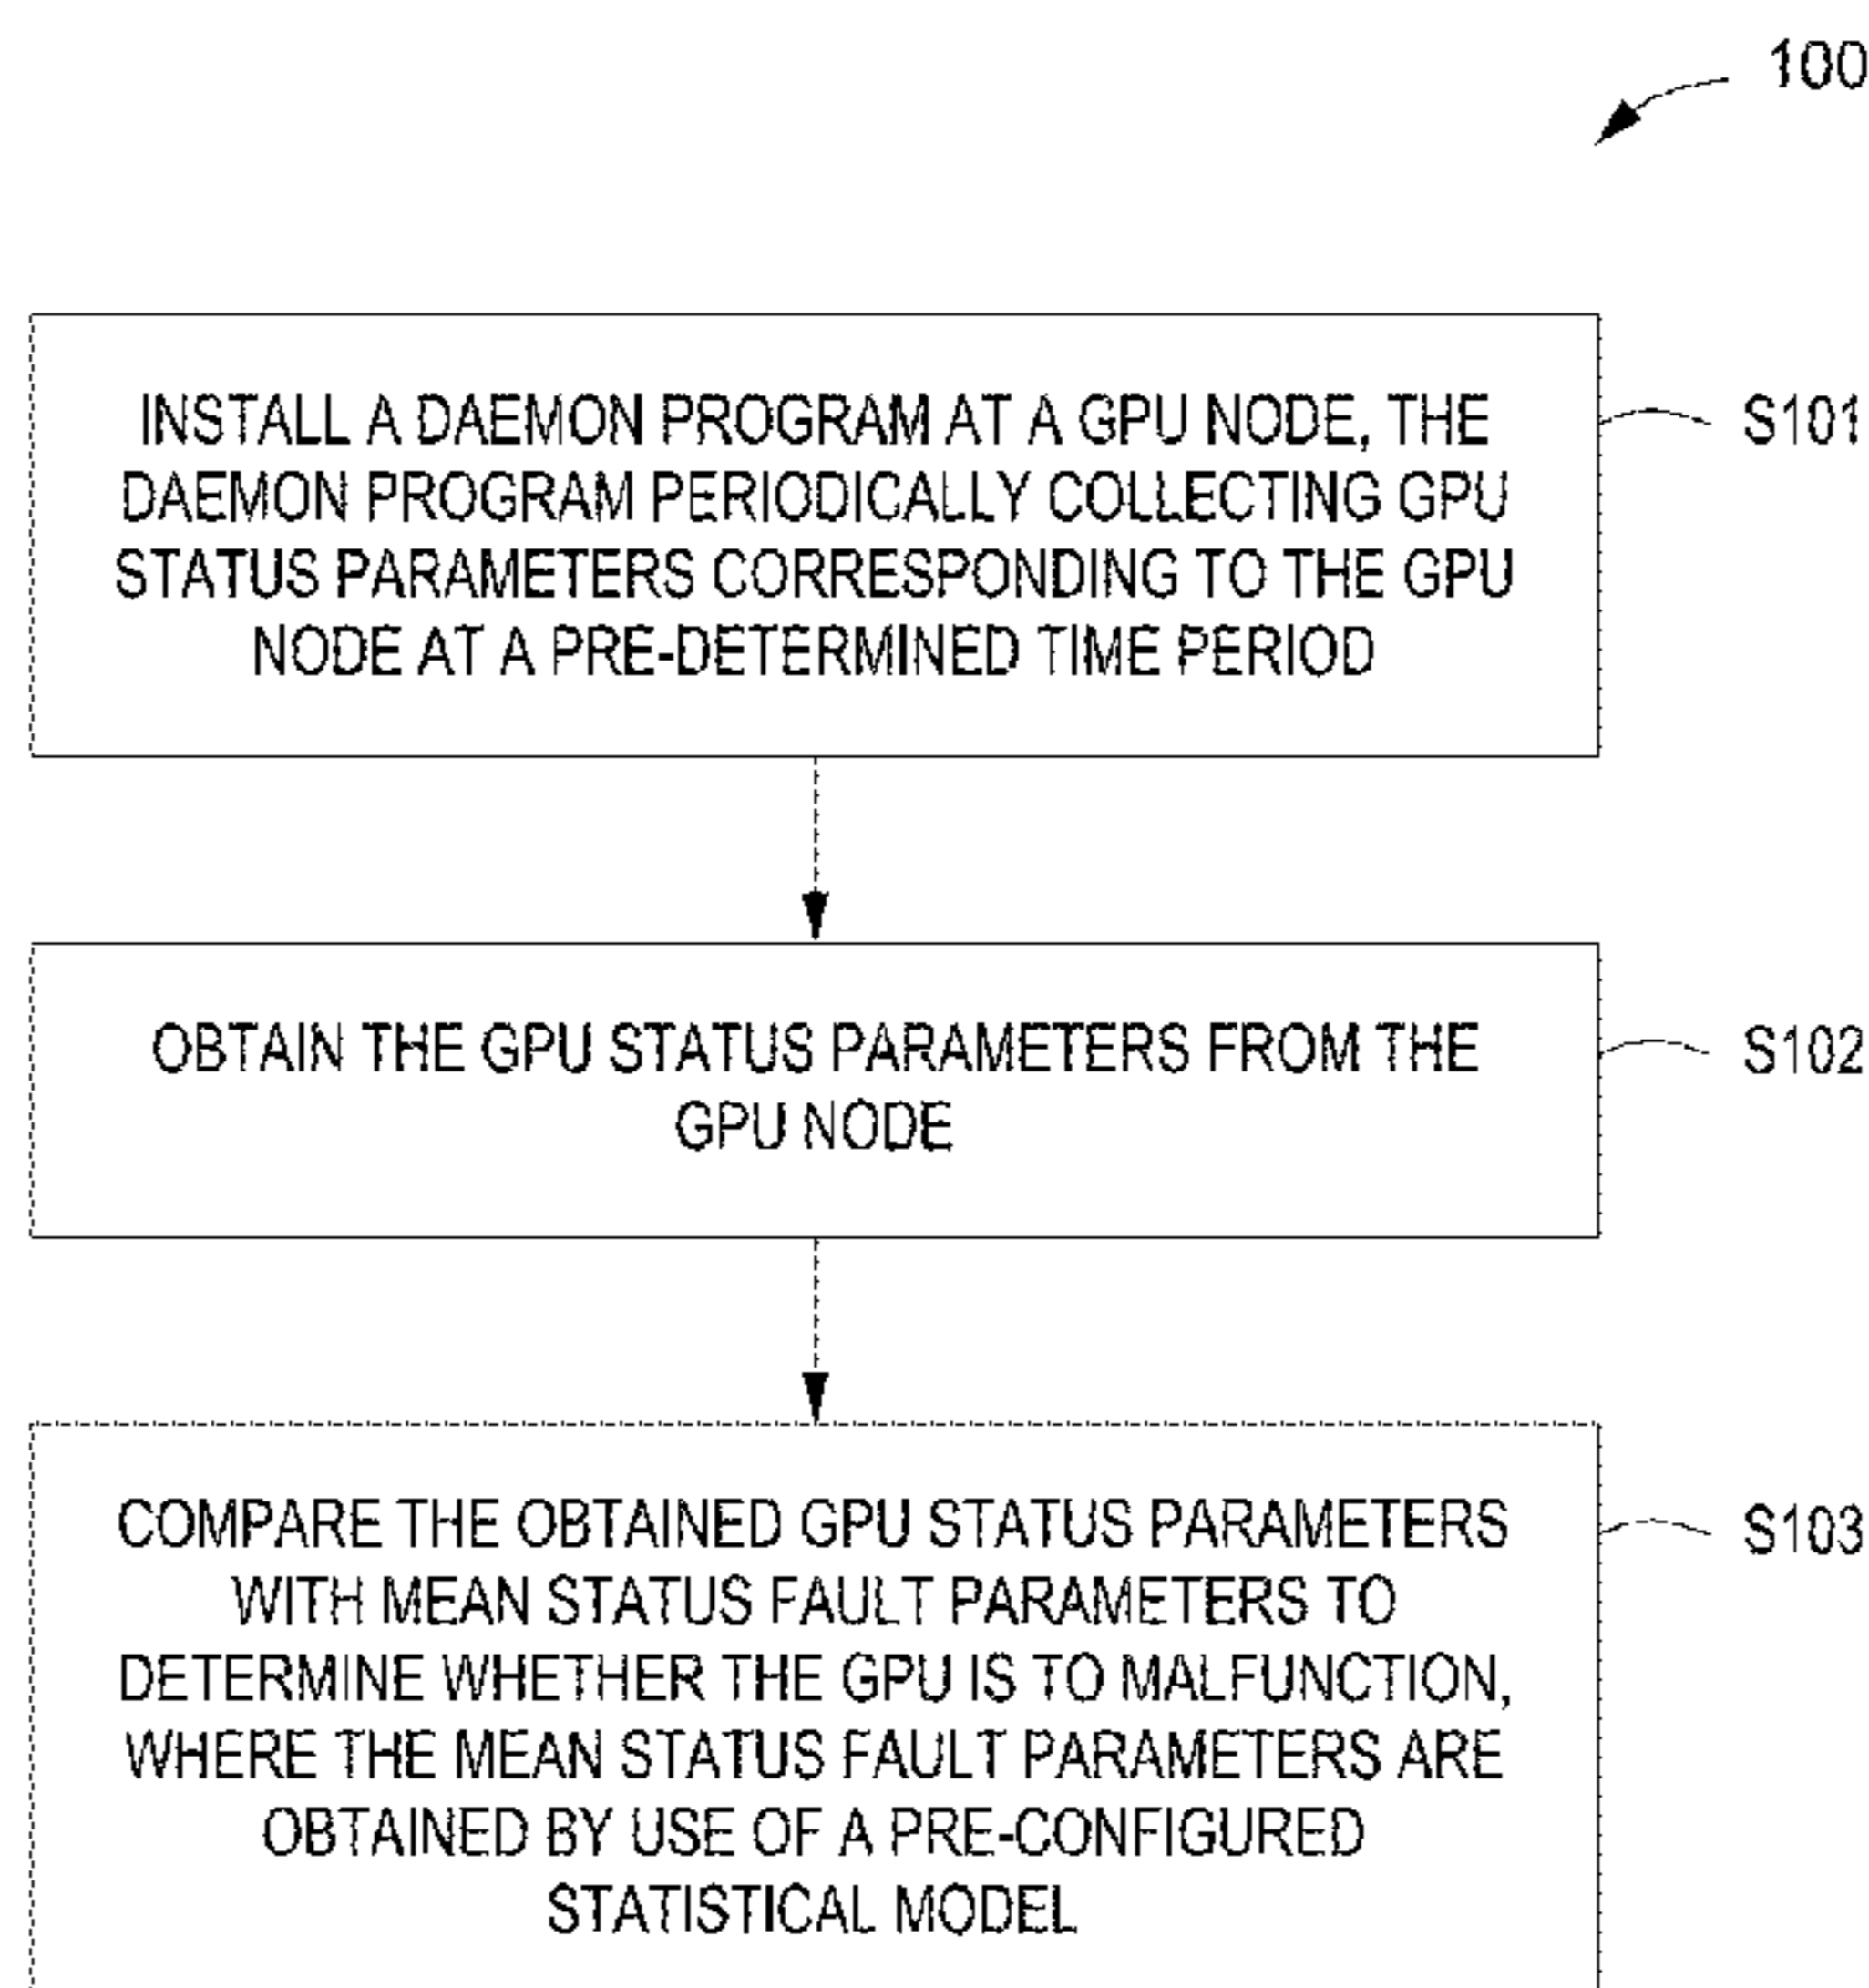 100
INSTALL A DAEMON PROGRAM AT A GPU NODE, THE
DAEMON PROGRAM PERIODICALLY COLLECTING GPU
STATUS PARAMETERS CORRESPONDING TO THE GPU
NODE AT A PRE-DETERMINED TIME PERIOD
S101
OBTAIN THE GPU STATUS PARAMETERS FROM THE
GPU NODE
S102
COMPARE THE OBTAINED GPU STATUS PARAMETERS
WITH MEAN STATUS FAULT PARAMETERS TO
DETERMINE WHETHER THE GPU IS TO MALFUNCTION,
WHERE THE MEAN STATUS FAULT PARAMETERS ARE
OBTAINED BY USE OF A PRE-CONFIGURED
STATISTICAL MODEL
S103